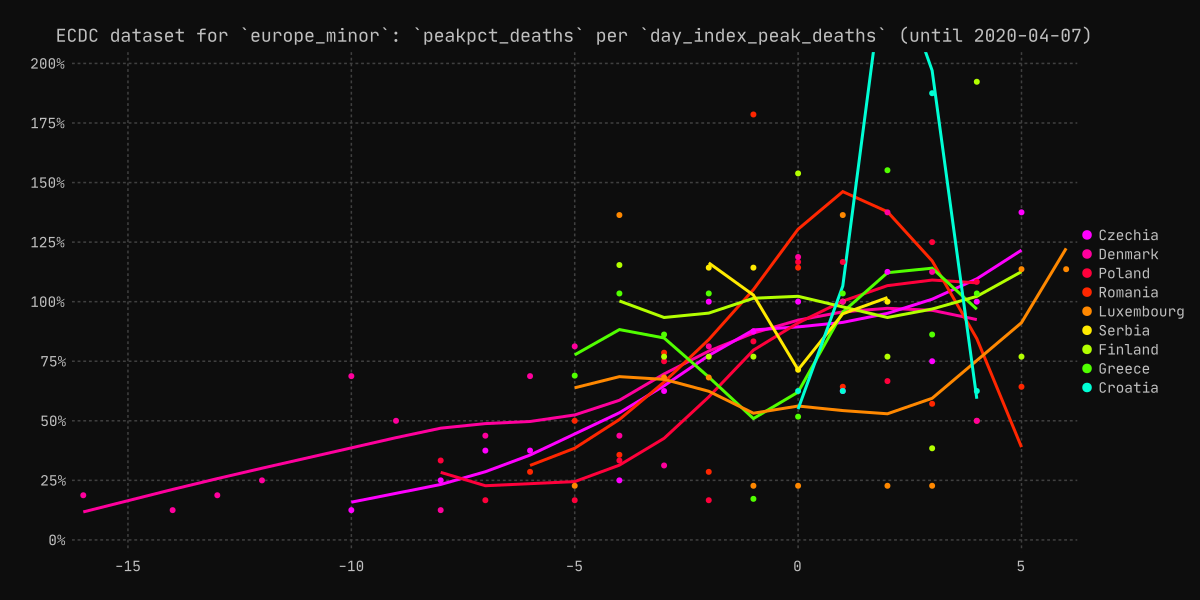 ECDC dataset for `europe_minor`: `peakpct_deaths` per `day_index_peak_deaths` (until 2020-04-07)
200%
175%
150%
125%
100%
75%
50%
25%
0%
-15
-10
-5
0
5
Czechia
Denmark
Poland
Romania
Luxembourg
Serbia
Finland
Greece
Croatia